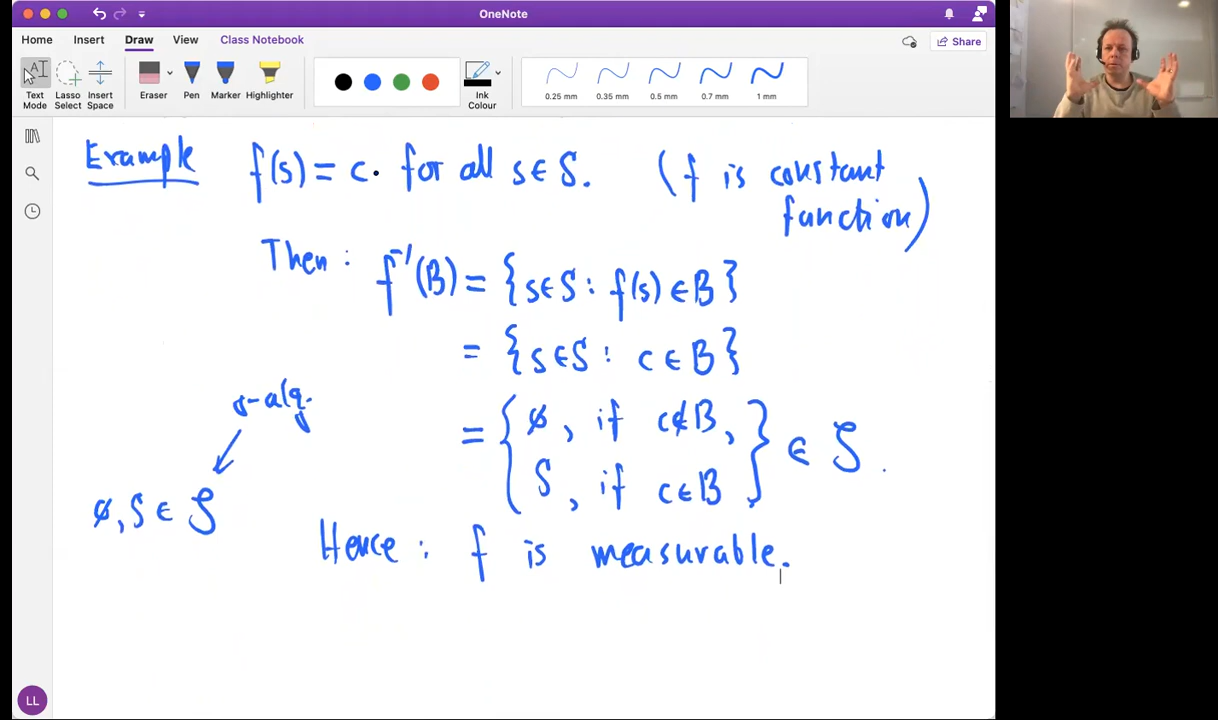 OneNote
Home Insert Draw View Class Notebook
Share
Text Mode
Lasso Select
Insert Space
Eraser
Pen
Marker
Highlighter
Ink Colour
0.25 mm 0.35 mm 0.5 mm 0.7 mm 1 mm
Example f(s) = c. for all s ∈ S. (f is constant function)
Then : f⁻¹(B) = {s∈S : f(s) ∈ B}
= {s∈S : c ∈ B}
= { ∅, if c∉B,
S, if c∈B } ∈ 𝒮.
σ-alg.
∅, S ∈ 𝒮
Hence : f is measurable.
LL